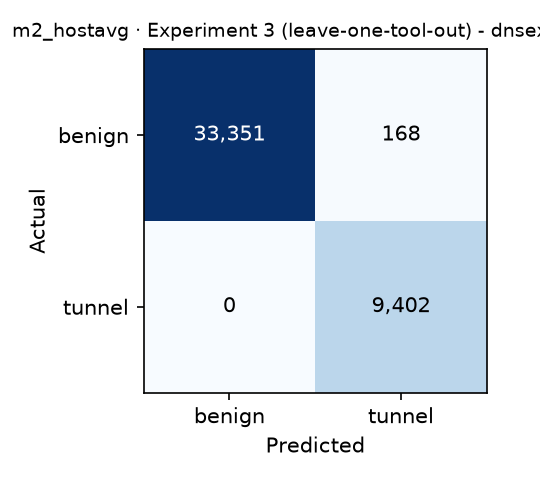 m2_hostavg · Experiment 3 (leave-one-tool-out) - dnsex
benign
33,351
168
Actual
tunnel
0
9,402
benign
tunnel
Predicted